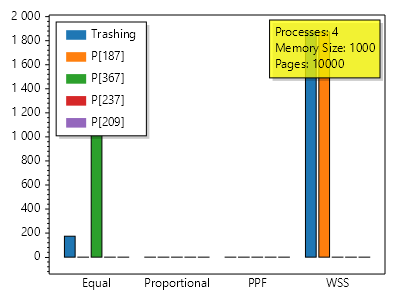 2 000
1 800
1 600
1 400
1 200
1 000
800
600
400
200
0
Trashing
P[187]
P[367]
P[237]
P[209]
Processes: 4
Memory Size: 1000
Pages: 10000
Equal
Proportional
PPF
WSS